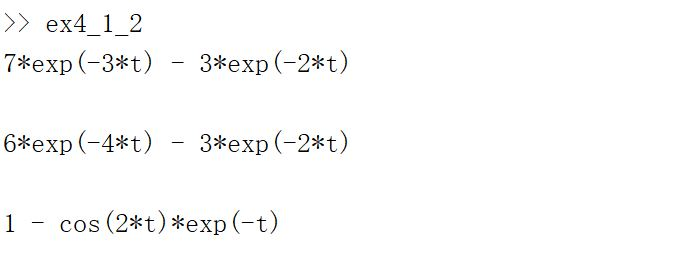 >> ex4_1_2
7*exp(-3*t) - 3*exp(-2*t)
6*exp(-4*t) - 3*exp(-2*t)
1 - cos(2*t)*exp(-t)